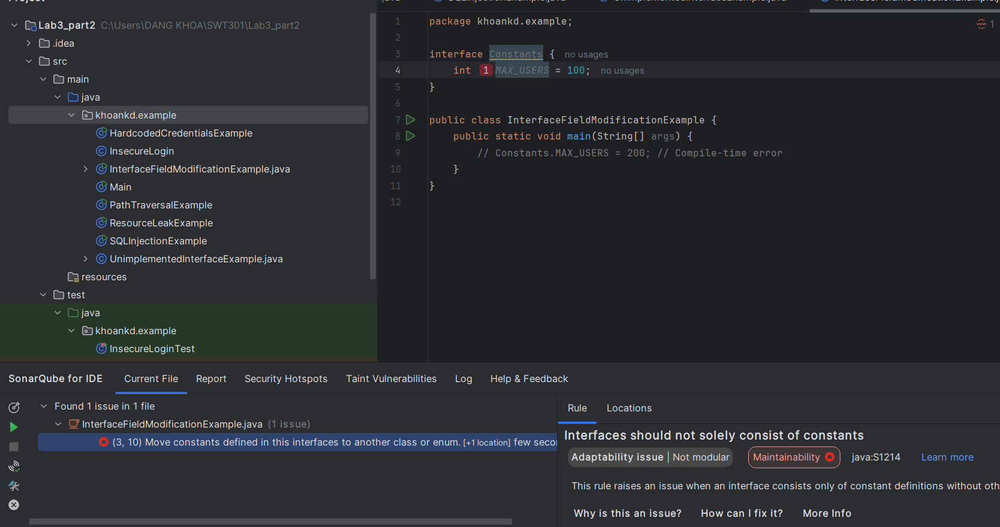 Project
Lab3_part2 C:\Users\DANG KHOA\SWT301\Lab3_part2
.idea
src
main
java
khoankd.example
HardcodedCredentialsExample
InsecureLogin
InterfaceFieldModificationExample.java
Main
PathTraversalExample
ResourceLeakExample
SQLInjectionExample
UnimplementedInterfaceExample.java
resources
test
java
khoankd.example
InsecureLoginTest
.java SQLInjectionExample.java UnimplementedInterfaceExample.java InterfaceFieldModificationExample.j
1 package khoankd.example;
1
2
3 interface Constants { no usages
4 int 1 MAX_USERS = 100; no usages
5 }
6
7 public class InterfaceFieldModificationExample {
8 public static void main(String[] args) {
9 // Constants.MAX_USERS = 200; // Compile-time error
10 }
11 }
12
SonarQube for IDE Current File Report Security Hotspots Taint Vulnerabilities Log Help & Feedback
Found 1 issue in 1 file
InterfaceFieldModificationExample.java (1 issue)
(3, 10) Move constants defined in this interfaces to another class or enum. [+1 location] few seco
Rule Locations
Interfaces should not solely consist of constants
Adaptability issue | Not modular Maintainability java:S1214 Learn more
This rule raises an issue when an interface consists only of constant definitions without oth
Why is this an issue? How can I fix it? More Info